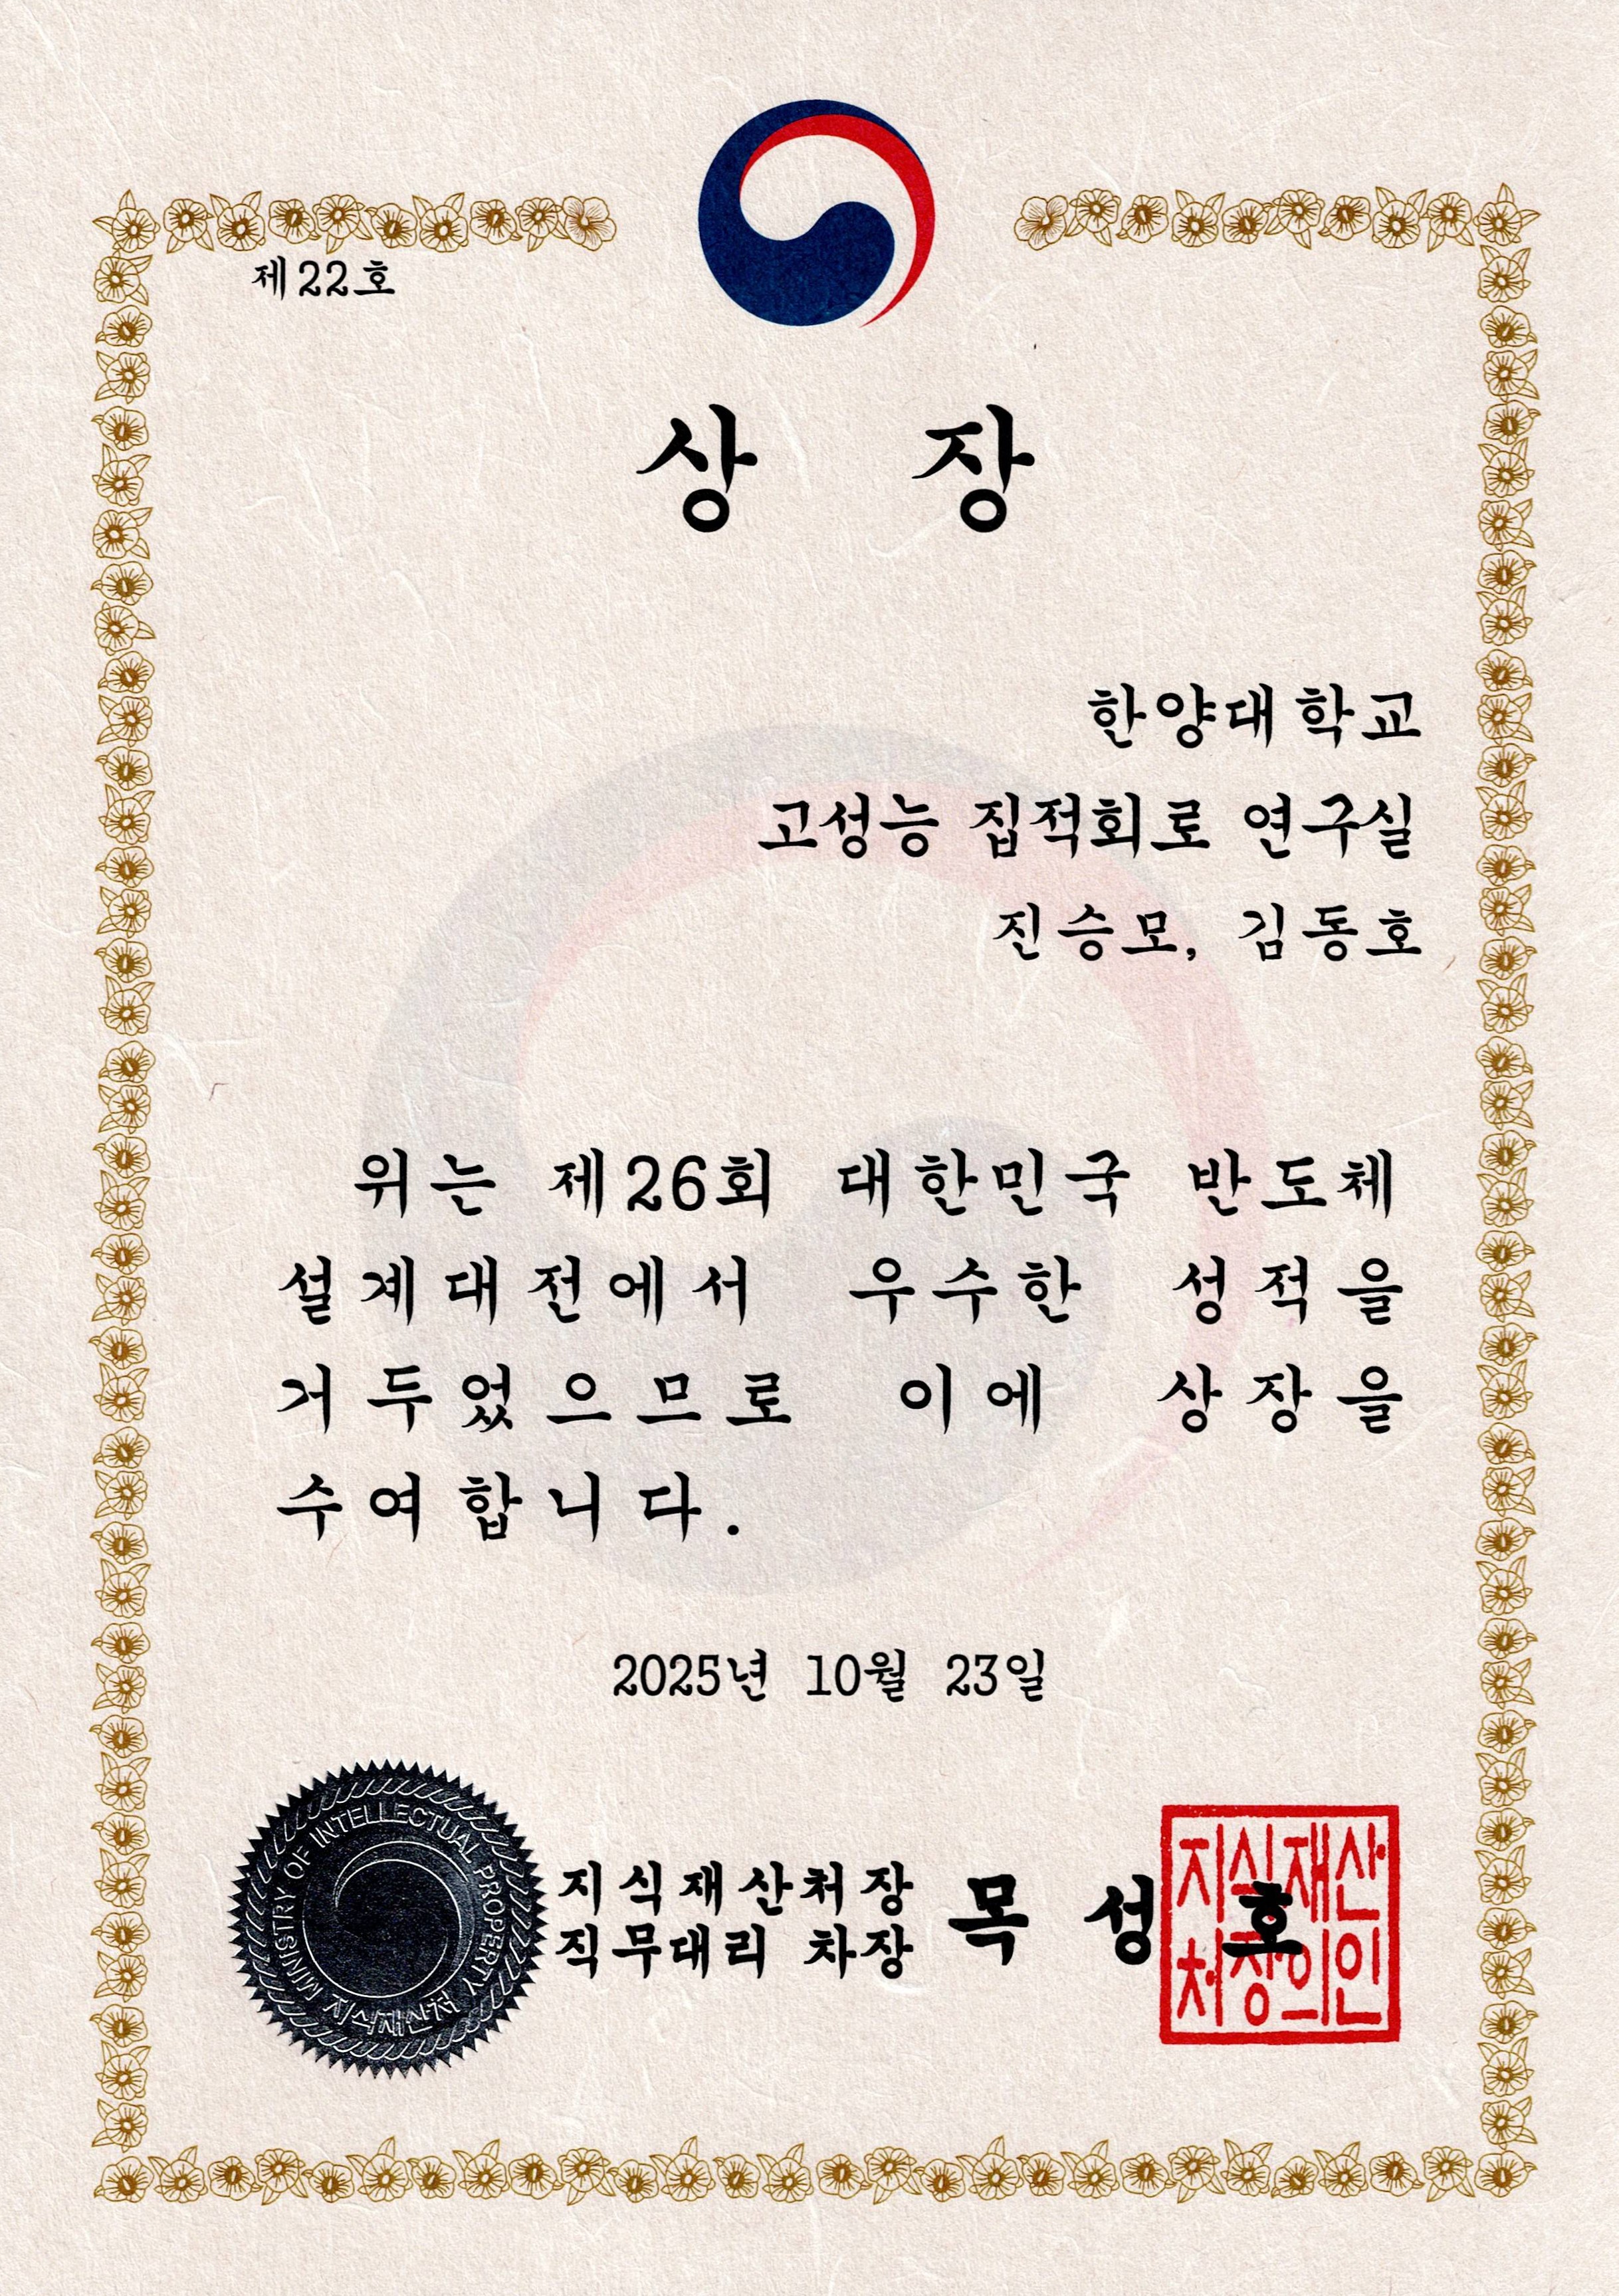 제22호
상 장
한양대학교
고성능 집적회로 연구실
진승모, 김동호
위는 제26회 대한민국 반도체
설계대전에서 우수한 성적을
거두었으므로 이에 상장을
수여합니다.
2025년 10월 23일
MINISTRY OF INTELLECTUAL PROPERTY
지식재산처
지식재산처장
직무대리 차장
목 성 호
지식재산
처장의인